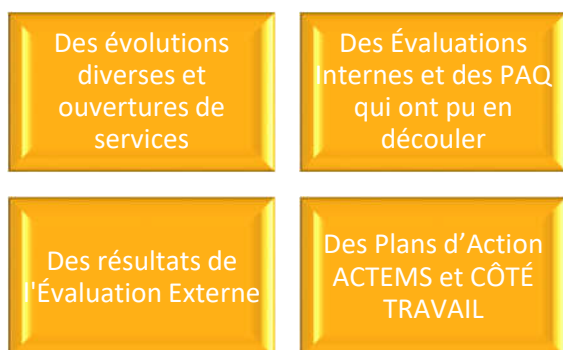 Des évolutions
diverses et
ouvertures de
services
Des Évaluations
Internes et des PAQ
qui ont pu en
découler
Des résultats de
l'Évaluation Externe
Des Plans d’Action
ACTEMS et CÔTÉ
TRAVAIL